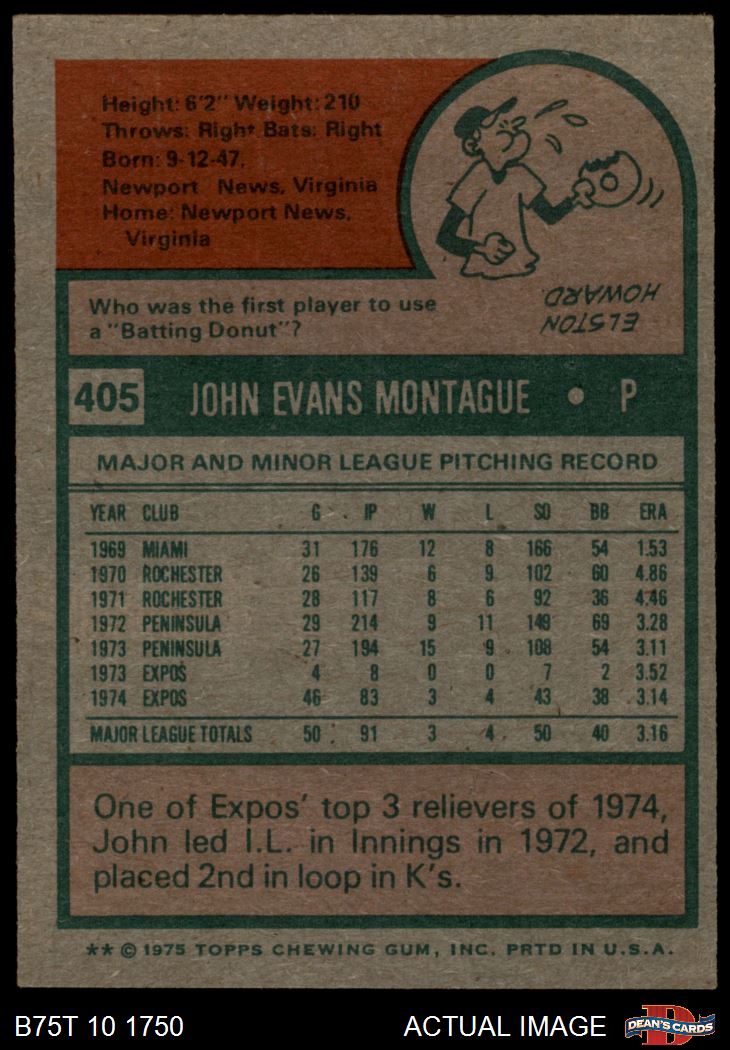 Height: 6'2" Weight: 210
Throws: Right Bats: Right
Born: 9-12-47,
Newport News, Virginia
Home: Newport News,
Virginia
Who was the first player to use
a "Batting Donut"?
ELSTON
HOWARD.
405 JOHN EVANS MONTAGUE • P
MAJOR AND MINOR LEAGUE PITCHING RECORD
YEAR CLUB G IP W L SO BB ERA
1969 MIAMI 31 176 12 8 166 54 1.53
1970 ROCHESTER 26 139 6 9 102 60 4.86
1971 ROCHESTER 28 117 8 6 92 36 4.46
1972 PENINSULA 29 214 9 11 149 69 3.28
1973 PENINSULA 27 194 15 9 108 54 3.11
1973 EXPOS 4 8 0 0 7 2 3.52
1974 EXPOS 46 83 3 4 43 38 3.14
MAJOR LEAGUE TOTALS 50 91 3 4 50 40 3.16
One of Expos' top 3 relievers of 1974,
John led I.L. in Innings in 1972, and
placed 2nd in loop in K's.
** © 1975 TOPPS CHEWING GUM, INC. PRTD IN U.S.A.
B75T 10 1750 ACTUAL IMAGE D DEAN'S CARDS